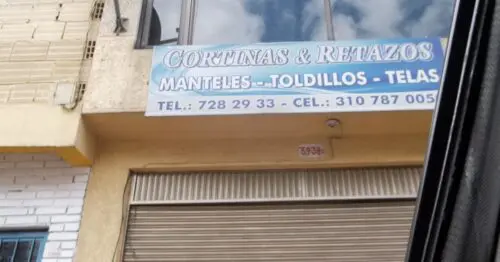 CORTINAS & RETAZOS
MANTELES - TOLDILLOS - TELAS
TEL.: 728 29 33 - CEL.: 310 787 005